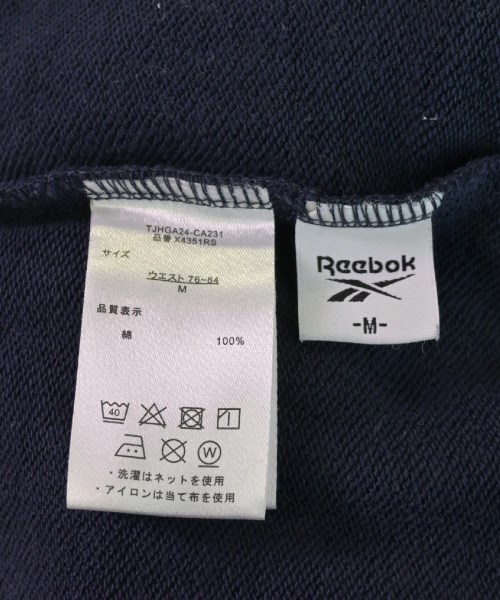 TJHGA24-CA231
品番 X4351RS
サイズ
ウエスト 76~84
M
品質表示
綿 100%
40
W
・洗濯はネットを使用
・アイロンは当て布を使用
Reebok
-M-